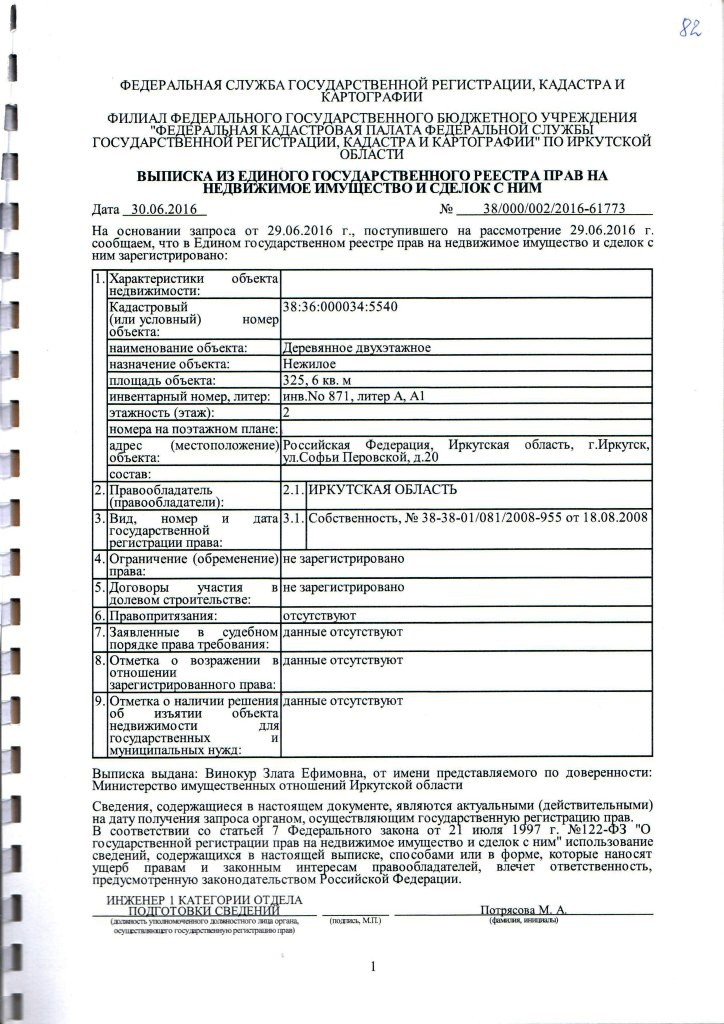 82
ФЕДЕРАЛЬНАЯ СЛУЖБА ГОСУДАРСТВЕННОЙ РЕГИСТРАЦИИ, КАДАСТРА И
КАРТОГРАФИИ
ФИЛИАЛ ФЕДЕРАЛЬНОГО ГОСУДАРСТВЕННОГО БЮДЖЕТНОГО УЧРЕЖДЕНИЯ
"ФЕДЕРАЛЬНАЯ КАДАСТРОВАЯ ПАЛАТА ФЕДЕРАЛЬНОЙ СЛУЖБЫ
ГОСУДАРСТВЕННОЙ РЕГИСТРАЦИИ, КАДАСТРА И КАРТОГРАФИИ" ПО ИРКУТСКОЙ
ОБЛАСТИ
ВЫПИСКА ИЗ ЕДИНОГО ГОСУДАРСТВЕННОГО РЕЕСТРА ПРАВ НА
НЕДВИЖИМОЕ ИМУЩЕСТВО И СДЕЛОК С НИМ
Дата 30.06.2016 № 38/000/002/2016-61773
На основании запроса от 29.06.2016 г., поступившего на рассмотрение 29.06.2016 г.
сообщаем, что в Едином государственном реестре прав на недвижимое имущество и сделок с
ним зарегистрировано:
1. Характеристики объекта
недвижимости:
Кадастровый 38:36:000034:5540
(или условный) номер
объекта:
наименование объекта: Деревянное двухэтажное
назначение объекта: Нежилое
площадь объекта: 325, 6 кв. м
инвентарный номер, литер: инв.No 871, литер А, А1
этажность (этаж): 2
номера на поэтажном плане:
адрес (местоположение) Российская Федерация, Иркутская область, г.Иркутск,
объекта: ул.Софьи Перовской, д.20
состав:
2. Правообладатель 2.1. ИРКУТСКАЯ ОБЛАСТЬ
(правообладатели):
3. Вид, номер и дата 3.1. Собственность, № 38-38-01/081/2008-955 от 18.08.2008
государственной
регистрации права:
4. Ограничение (обременение) не зарегистрировано
права:
5. Договоры участия в не зарегистрировано
долевом строительстве:
6. Правопритязания: отсутствуют
7. Заявленные в судебном данные отсутствуют
порядке права требования:
8. Отметка о возражении в данные отсутствуют
отношении
зарегистрированного права:
9. Отметка о наличии решения данные отсутствуют
об изъятии объекта
недвижимости для
государственных и
муниципальных нужд:
Выписка выдана: Винокур Злата Ефимовна, от имени представляемого по доверенности:
Министерство имущественных отношений Иркутской области
Сведения, содержащиеся в настоящем документе, являются актуальными (действительными)
на дату получения запроса органом, осуществляющим государственную регистрацию прав.
В соответствии со статьей 7 Федерального закона от 21 июля 1997 г. №122-ФЗ "О
государственной регистрации прав на недвижимое имущество и сделок с ним" использование
сведений, содержащихся в настоящей выписке, способами или в форме, которые наносят
ущерб правам и законным интересам правообладателей, влечет ответственность,
предусмотренную законодательством Российской Федерации.
ИНЖЕНЕР 1 КАТЕГОРИИ ОТДЕЛА
ПОДГОТОВКИ СВЕДЕНИЙ Потрясова М. А.
(должность уполномоченного должностного лица органа, (подпись, М.П.) (фамилия, инициалы)
осуществляющего государственную регистрацию прав)
1